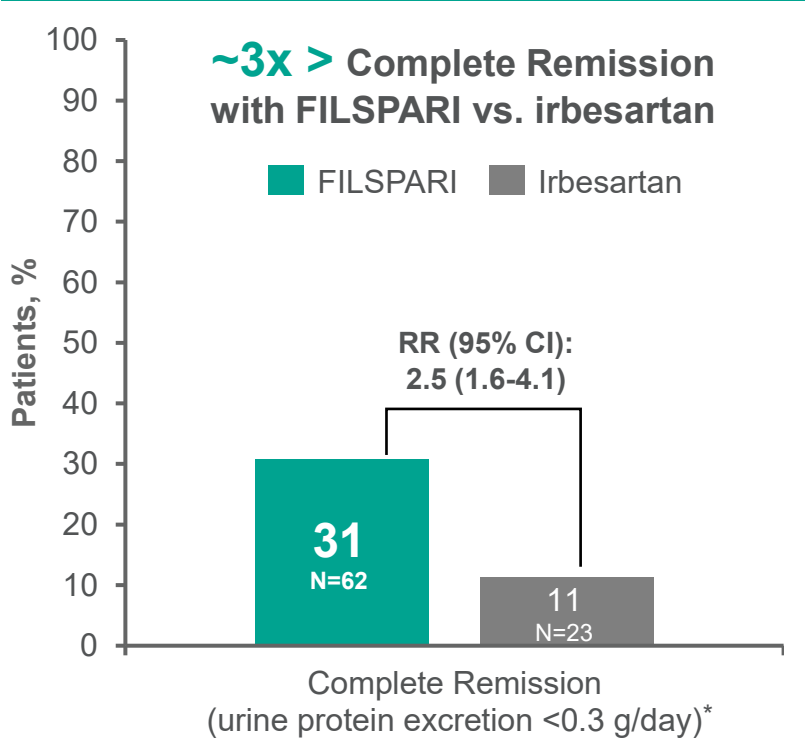 ~3x > Complete Remission
with FILSPARI vs. irbesartan
FILSPARI
Irbesartan
Patients, %
100
90
80
70
60
50
40
30
20
10
0
RR (95% CI):
2.5 (1.6-4.1)
31
N=62
11
N=23
Complete Remission
(urine protein excretion <0.3 g/day)*